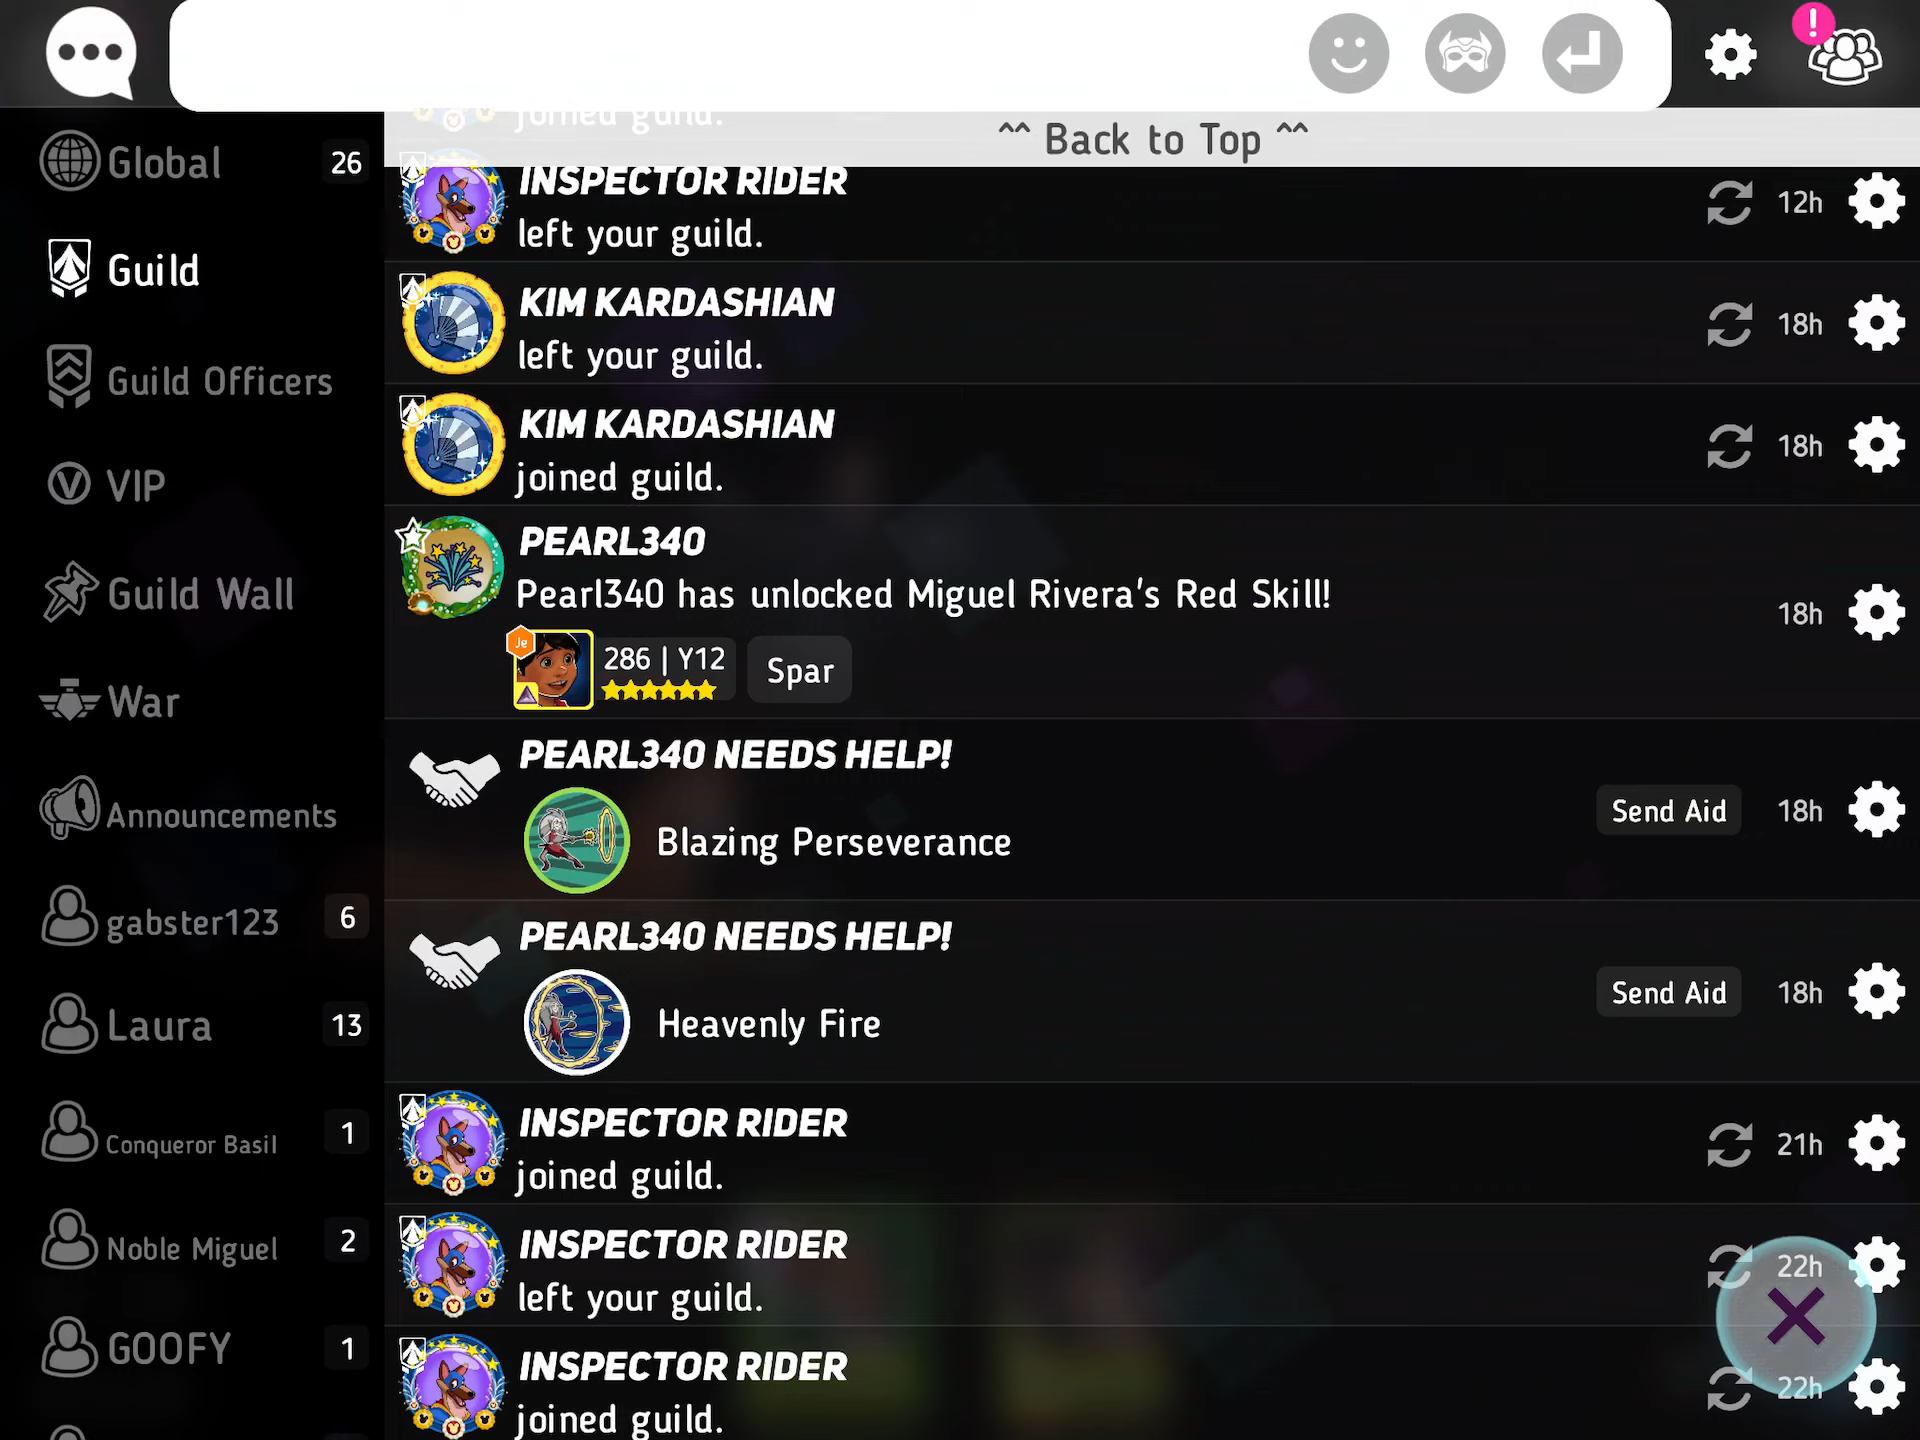 joined guild.
^^ Back to Top ^^
Global 26
Guild
Guild Officers
VIP
Guild Wall
War
Announcements
gabster123 6
Laura 13
Conqueror Basil 1
Noble Miguel 2
GOOFY 1
INSPECTOR RIDER
left your guild.
12h
KIM KARDASHIAN
left your guild.
18h
KIM KARDASHIAN
joined guild.
18h
PEARL340
Pearl340 has unlocked Miguel Rivera's Red Skill!
18h
Je
286 | Y12
Spar
PEARL340 NEEDS HELP!
Blazing Perseverance
Send Aid 18h
PEARL340 NEEDS HELP!
Heavenly Fire
Send Aid 18h
INSPECTOR RIDER
joined guild.
21h
INSPECTOR RIDER
left your guild.
22h
INSPECTOR RIDER
joined guild.
22h